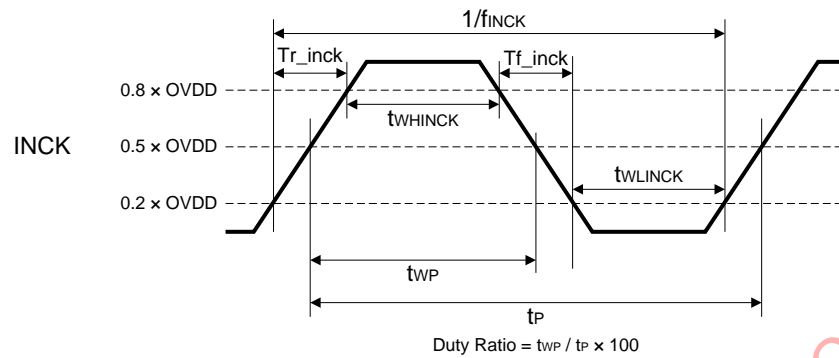 1/fINCK
Tr_inck
Tf_inck
0.8 × OVDD
tWHINCK
INCK
0.5 × OVDD
tWLINCK
0.2 × OVDD
tWP
tP
Duty Ratio = tWP / tP × 100